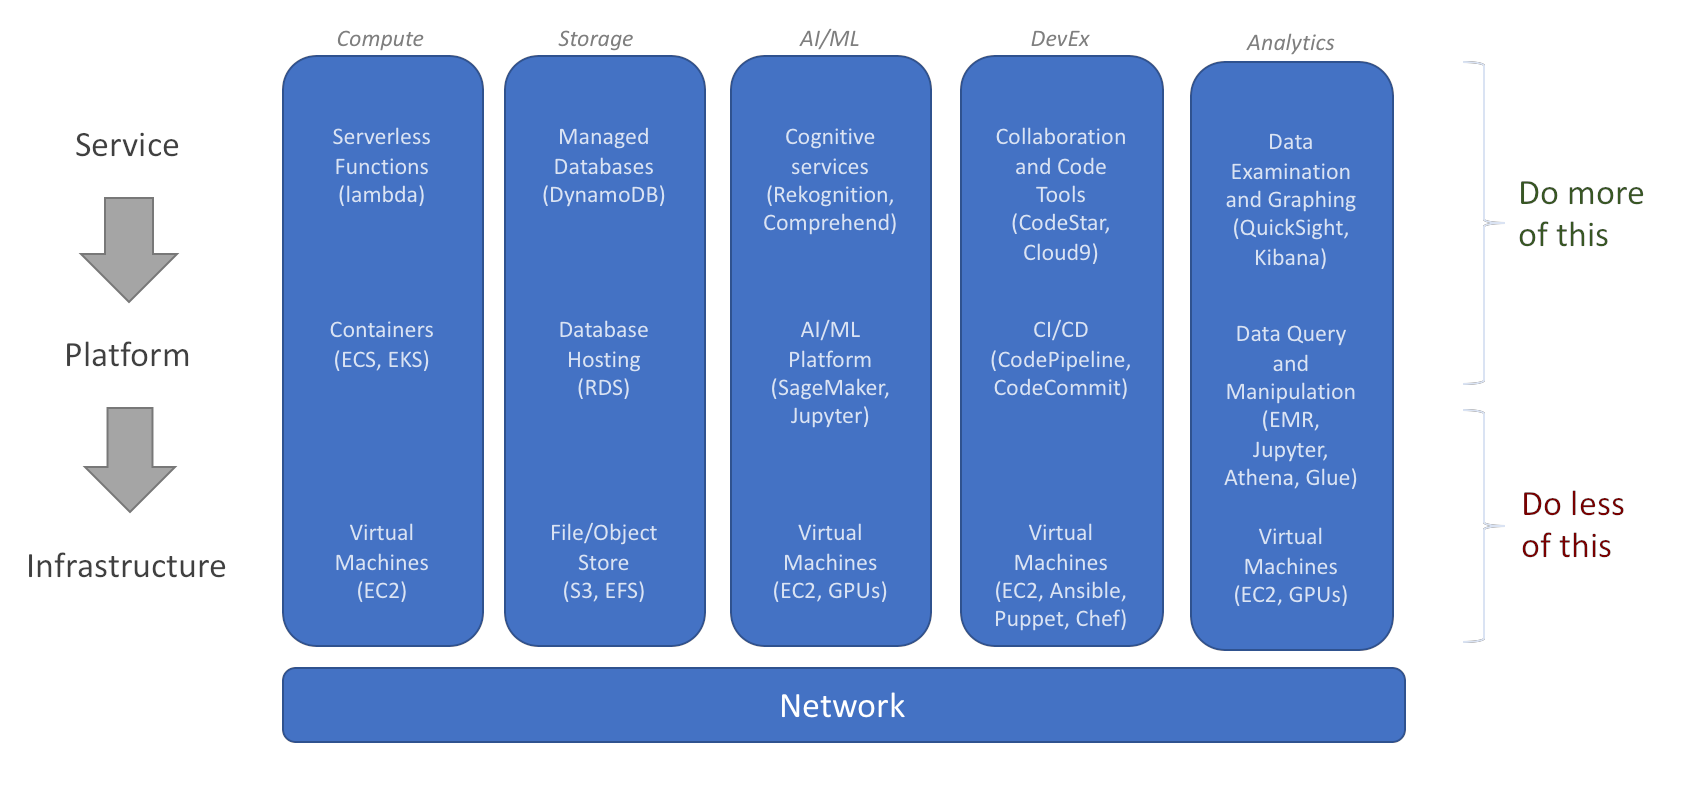 Compute
Storage
AI/ML
DevEx
Analytics
Service
Platform
Infrastructure
Serverless
Functions
(lambda)
Containers
(ECS, EKS)
Virtual
Machines
(EC2)
Managed
Databases
(DynamoDB)
Database
Hosting
(RDS)
File/Object
Store
(S3, EFS)
Cognitive
services
(Rekognition,
Comprehend)
AI/ML
Platform
(SageMaker,
Jupyter)
Virtual
Machines
(EC2, GPUs)
Collaboration
and Code
Tools
(CodeStar,
Cloud9)
CI/CD
(CodePipeline,
CodeCommit)
Virtual
Machines
(EC2, Ansible,
Puppet, Chef)
Data
Examination
and Graphing
(QuickSight,
Kibana)
Data Query
and
Manipulation
(EMR,
Jupyter,
Athena, Glue)
Virtual
Machines
(EC2, GPUs)
Do more
of this
Do less
of this
Network